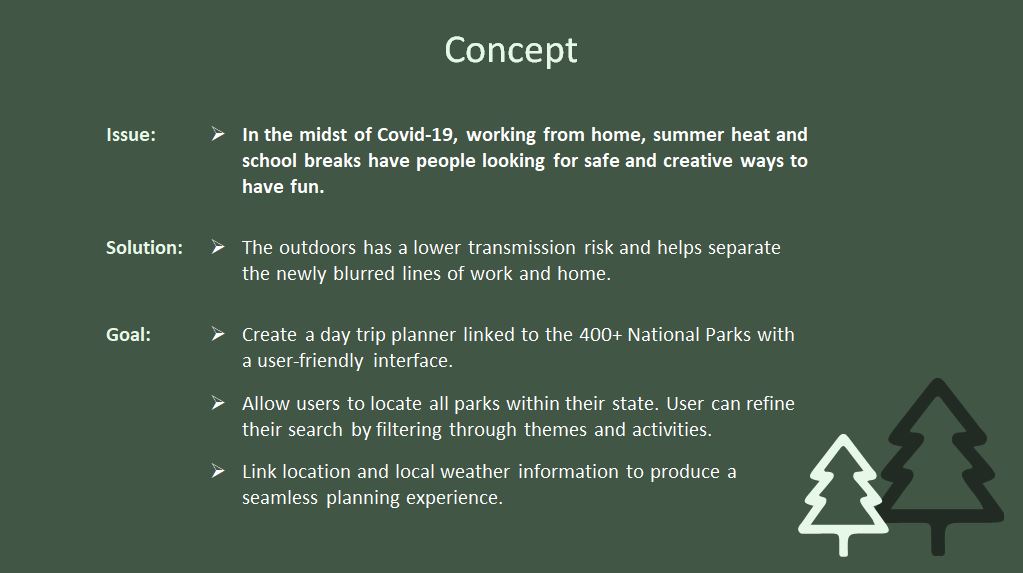 Concept
Issue:
➢ In the midst of Covid-19, working from home, summer heat and
school breaks have people looking for safe and creative ways to
have fun.
Solution:
➢ The outdoors has a lower transmission risk and helps separate
the newly blurred lines of work and home.
Goal:
➢ Create a day trip planner linked to the 400+ National Parks with
a user-friendly interface.
➢ Allow users to locate all parks within their state. User can refine
their search by filtering through themes and activities.
➢ Link location and local weather information to produce a
seamless planning experience.